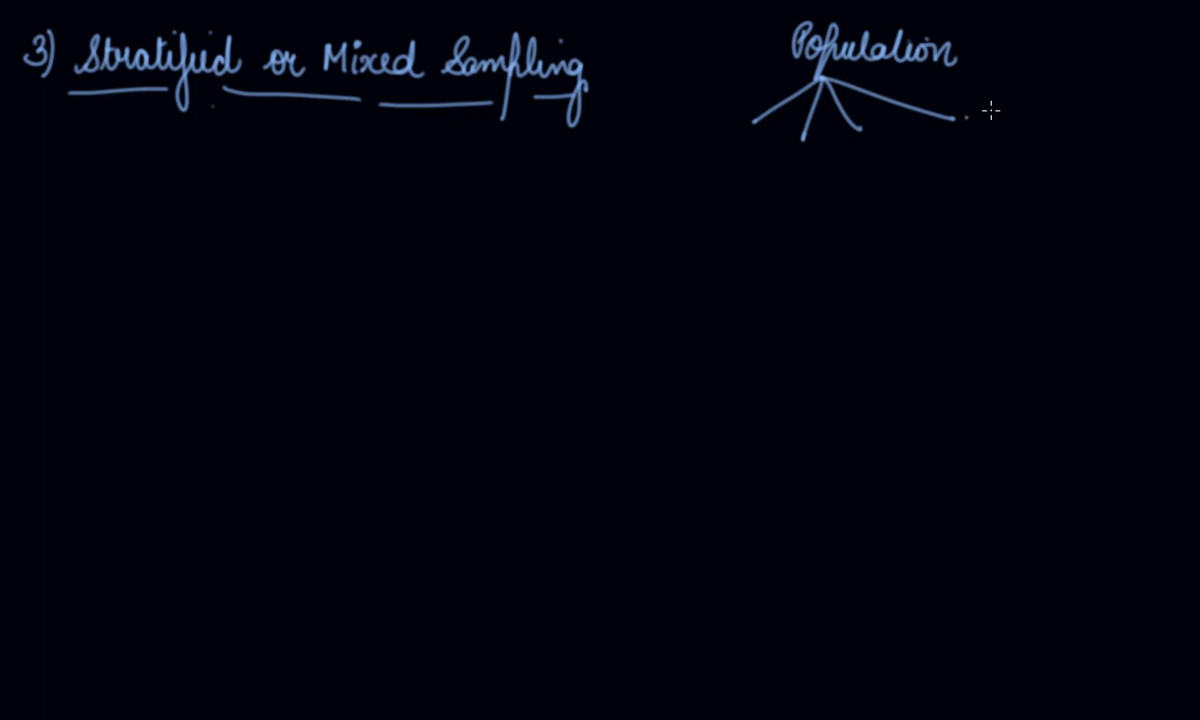 3) Stratified or Mixed Sampling
Population